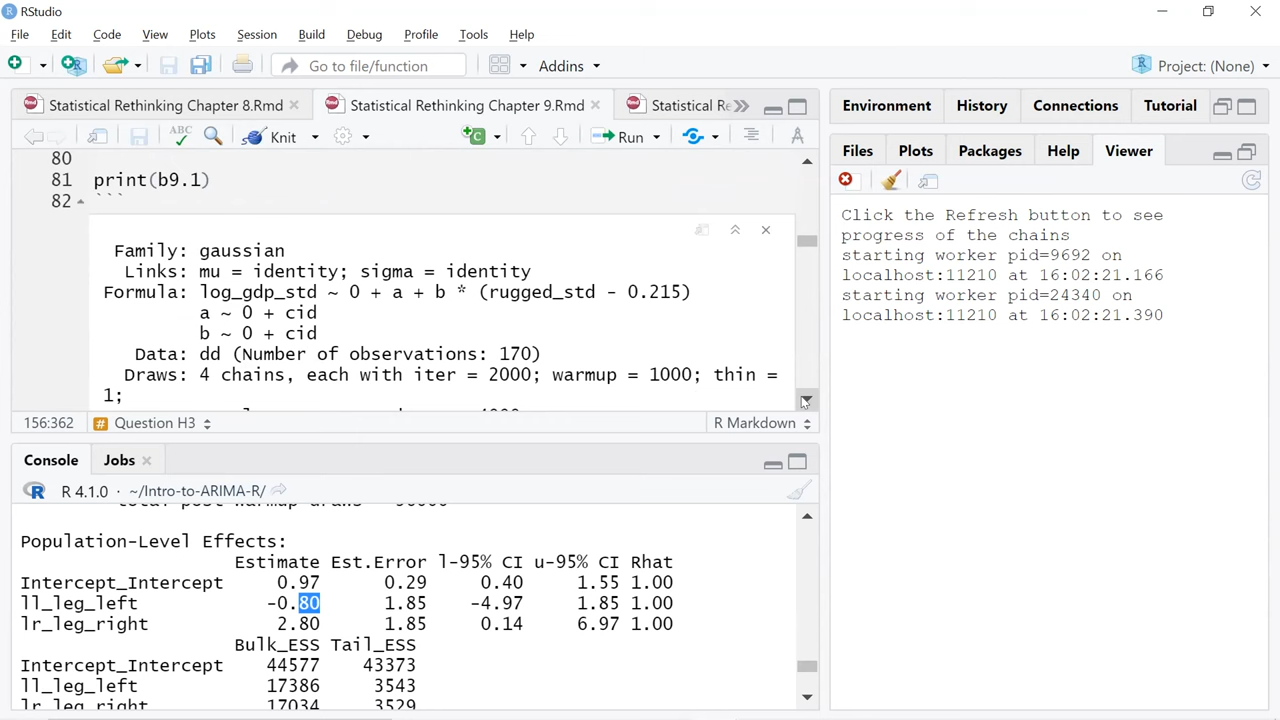 RStudio
File Edit Code View Plots Session Build Debug Profile Tools Help
Go to file/function Addins Project: (None)
Statistical Rethinking Chapter 8.Rmd Statistical Rethinking Chapter 9.Rmd Statistical Re
ABC Knit Run
80
81 print(b9.1)
82 ```
Family: gaussian
Links: mu = identity; sigma = identity
Formula: log_gdp_std ~ 0 + a + b * (rugged_std - 0.215)
a ~ 0 + cid
b ~ 0 + cid
Data: dd (Number of observations: 170)
Draws: 4 chains, each with iter = 2000; warmup = 1000; thin =
1;
156:362 # Question H3 R Markdown
Console Jobs
R 4.1.0 · ~/Intro-to-ARIMA-R/
Population-Level Effects:
Estimate Est.Error l-95% CI u-95% CI Rhat
Intercept_Intercept 0.97 0.29 0.40 1.55 1.00
ll_leg_left -0.80 1.85 -4.97 1.85 1.00
lr_leg_right 2.80 1.85 0.14 6.97 1.00
Bulk_ESS Tail_ESS
Intercept_Intercept 44577 43373
ll_leg_left 17386 3543
lr_leg_right 17034 3529
Environment History Connections Tutorial
Files Plots Packages Help Viewer
Click the Refresh button to see
progress of the chains
starting worker pid=9692 on
localhost:11210 at 16:02:21.166
starting worker pid=24340 on
localhost:11210 at 16:02:21.390